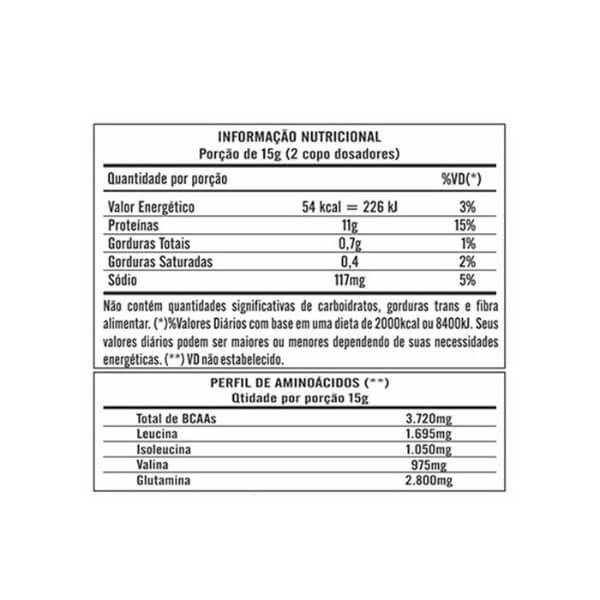 INFORMAÇÃO NUTRICIONAL
Porção de 15g (2 copo dosadores)
Quantidade por porção %VD(*)
Valor Energético 54 kcal = 226 kJ 3%
Proteínas 11g 15%
Gorduras Totais 0,7g 1%
Gorduras Saturadas 0,4 2%
Sódio 117mg 5%
Não contém quantidades significativas de carboidratos, gorduras trans e fibra
alimentar. (*)%Valores Diários com base em uma dieta de 2000kcal ou 8400kJ. Seus
valores diários podem ser maiores ou menores dependendo de suas necessidades
energéticas. (**) VD não estabelecido.
PERFIL DE AMINOÁCIDOS (**)
Qtidade por porção 15g
Total de BCAAs 3.720mg
Leucina 1.695mg
Isoleucina 1.050mg
Valina 975mg
Glutamina 2.800mg